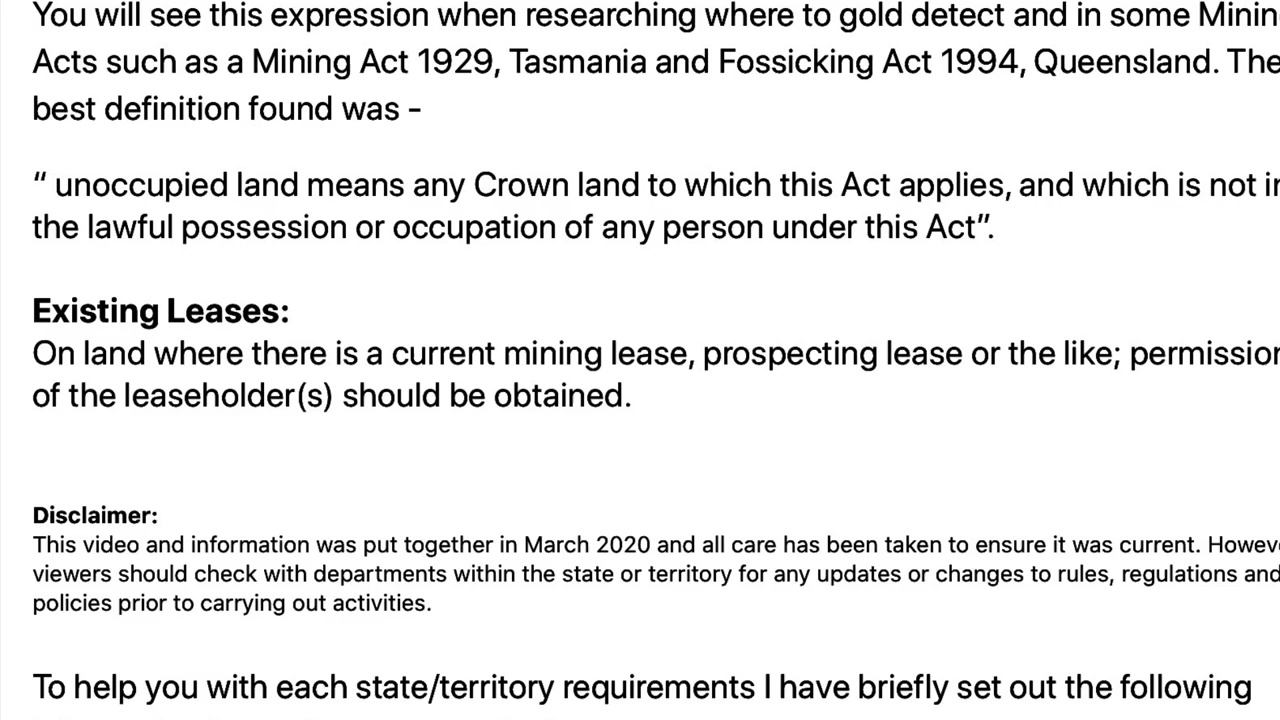 You will see this expression when researching where to gold detect and in some Minin
Acts such as a Mining Act 1929, Tasmania and Fossicking Act 1994, Queensland. The
best definition found was -
“ unoccupied land means any Crown land to which this Act applies, and which is not in
the lawful possession or occupation of any person under this Act”.
Existing Leases:
On land where there is a current mining lease, prospecting lease or the like; permission
of the leaseholder(s) should be obtained.
Disclaimer:
This video and information was put together in March 2020 and all care has been taken to ensure it was current. Howeve
viewers should check with departments within the state or territory for any updates or changes to rules, regulations and
policies prior to carrying out activities.
To help you with each state/territory requirements I have briefly set out the following